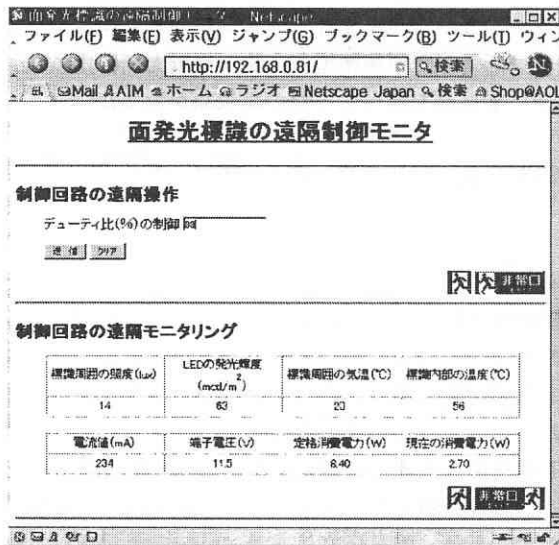 面発光標識の遠隔制御モニタ - Netscape
ファイル(F) 編集(E) 表示(V) ジャンプ(G) ブックマーク(B) ツール(T) ウィン
http://192.168.0.81/ 検索
Mail AIM ホーム ラジオ Netscape Japan 検索 Shop@AOL
面発光標識の遠隔制御モニタ
制御回路の遠隔操作
デューティ比(%)の制御
送信 クリア
非常口
制御回路の遠隔モニタリング
標識周囲の照度(lux) LEDの発光輝度(mcd/m2) 標識周囲の気温(℃) 標識内部の温度(℃)
14 63 23 56
電流値(mA) 端子電圧(V) 定格消費電力(W) 現在の消費電力(W)
234 11.5 8.40 2.70
非常口